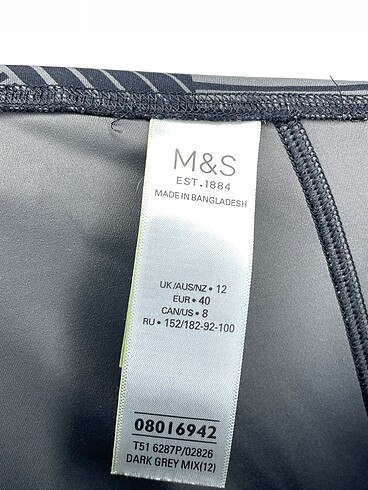 M&S
EST.1884
MADE IN BANGLADESH
UK/AUS/NZ • 12
EUR • 40
CAN/US • 8
RU • 152/182-92-100
08016942
T51 6287P/02826
DARK GREY MIX(12)